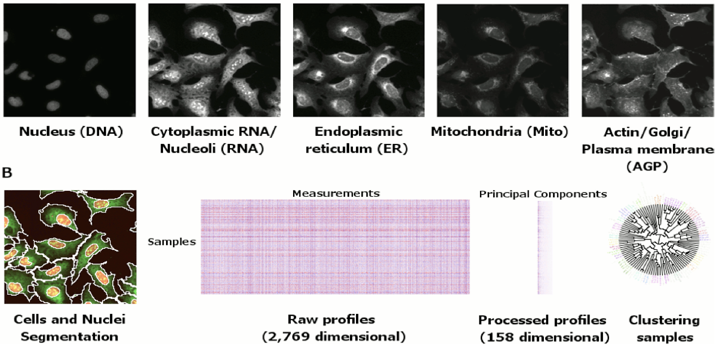 Nucleus (DNA)
Cytoplasmic RNA/
Nucleoli (RNA)
Endoplasmic
reticulum (ER)
Mitochondria (Mito)
Actin/Golgi/
Plasma membrane
(AGP)
B
Measurements
Principal Components
Samples
Cells and Nuclei
Segmentation
Raw profiles
(2,769 dimensional)
Processed profiles
(158 dimensional)
Clustering
samples